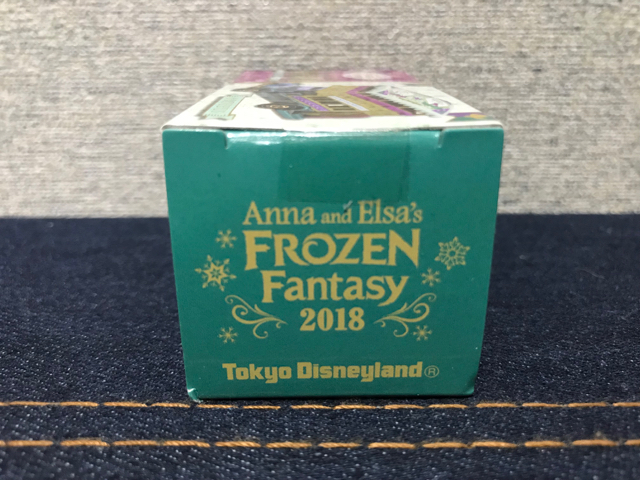 Anna and Elsa's
FROZEN
Fantasy
2018
Tokyo Disneyland®